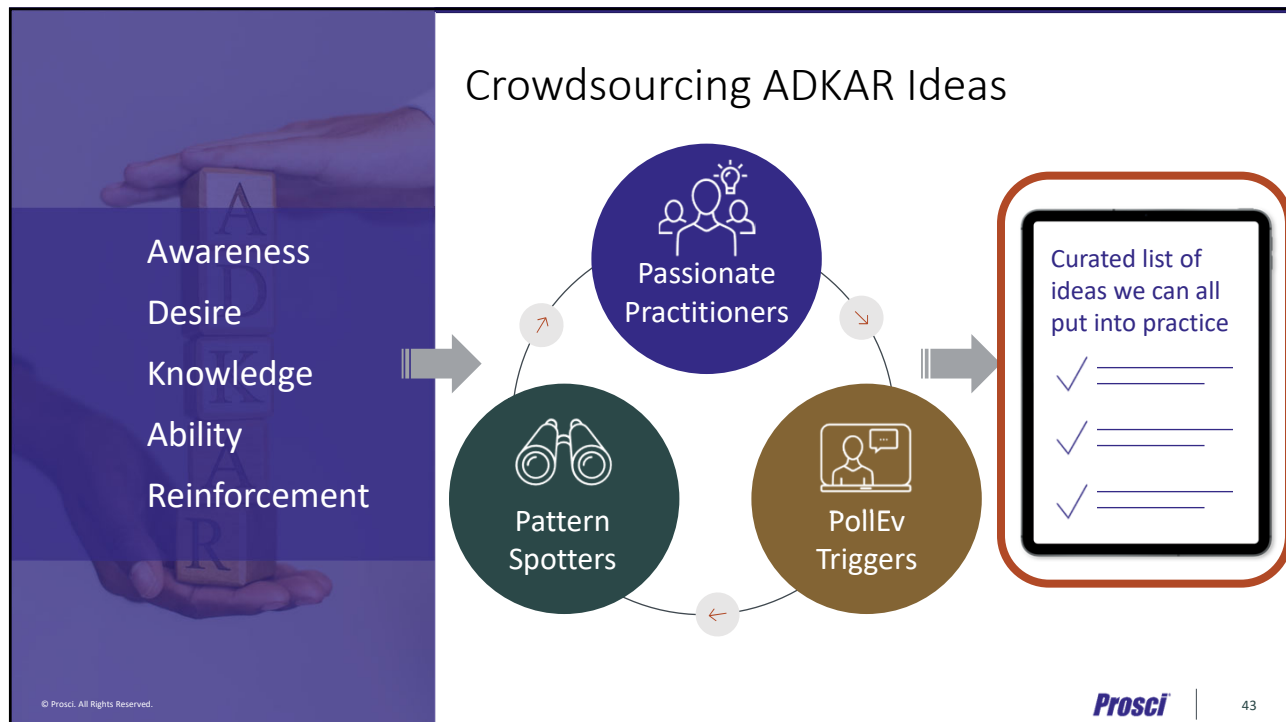 Crowdsourcing ADKAR Ideas
A
D
K
A
R
Awareness
Desire
Knowledge
Ability
Reinforcement
Passionate
Practitioners
Pattern
Spotters
PollEv
Triggers
Curated list of
ideas we can all
put into practice
© Prosci. All Rights Reserved.
Prosci
43